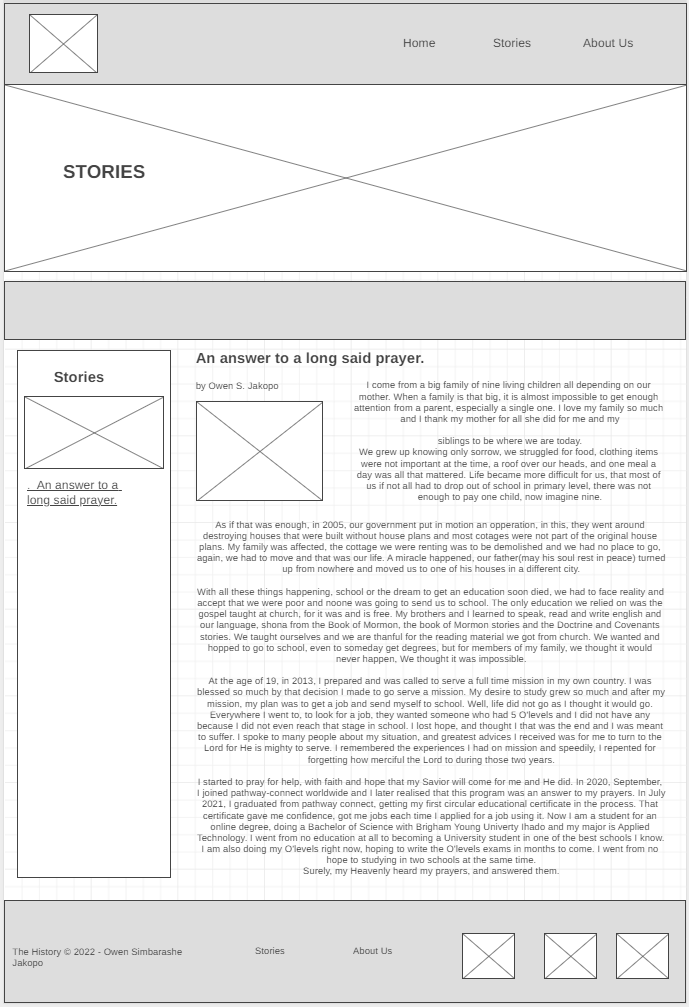 Home
Stories
About Us
STORIES
Stories
. An answer to a
long said prayer.
An answer to a long said prayer.
by Owen S. Jakopo
I come from a big family of nine living children all depending on our
mother. When a family is that big, it is almost impossible to get enough
attention from a parent, especially a single one. I love my family so much
and I thank my mother for all she did for me and my
siblings to be where we are today.
We grew up knowing only sorrow, we struggled for food, clothing items
were not important at the time, a roof over our heads, and one meal a
day was all that mattered. Life became more difficult for us, that most of
us if not all had to drop out of school in primary level, there was not
enough to pay one child, now imagine nine.
As if that was enough, in 2005, our government put in motion an opperation, in this, they went around
destroying houses that were built without house plans and most cotages were not part of the original house
plans. My family was affected, the cottage we were renting was to be demolished and we had no place to go,
again, we had to move and that was our life. A miracle happened, our father(may his soul rest in peace) turned
up from nowhere and moved us to one of his houses in a different city.
With all these things happening, school or the dream to get an education soon died, we had to face reality and
accept that we were poor and noone was going to send us to school. The only education we relied on was the
gospel taught at church, for it was and is free. My brothers and I learned to speak, read and write english and
our language, shona from the Book of Mormon, the book of Mormon stories and the Doctrine and Covenants
stories. We taught ourselves and we are thanful for the reading material we got from church. We wanted and
hopped to go to school, even to someday get degrees, but for members of my family, we thought it would
never happen, We thought it was impossible.
At the age of 19, in 2013, I prepared and was called to serve a full time mission in my own country. I was
blessed so much by that decision I made to go serve a mission. My desire to study grew so much and after my
mission, my plan was to get a job and send myself to school. Well, life did not go as I thought it would go.
Everywhere I went to, to look for a job, they wanted someone who had 5 O'levels and I did not have any
because I did not even reach that stage in school. I lost hope, and thought I that was the end and I was meant
to suffer. I spoke to many people about my situation, and greatest advices I received was for me to turn to the
Lord for He is mighty to serve. I remembered the experiences I had on mission and speedily, I repented for
forgetting how merciful the Lord to during those two years.
I started to pray for help, with faith and hope that my Savior will come for me and He did. In 2020, September,
I joined pathway-connect worldwide and I later realised that this program was an answer to my prayers. In July
2021, I graduated from pathway connect, getting my first circular educational certificate in the process. That
certificate gave me confidence, got me jobs each time I applied for a job using it. Now I am a student for an
online degree, doing a Bachelor of Science with Brigham Young Univerty Ihado and my major is Applied
Technology. I went from no education at all to becoming a University student in one of the best schools I know.
I am also doing my O'levels right now, hoping to write the O'levels exams in months to come. I went from no
hope to studying in two schools at the same time.
Surely, my Heavenly heard my prayers, and answered them.
The History © 2022 - Owen Simbarashe
Jakopo
Stories
About Us